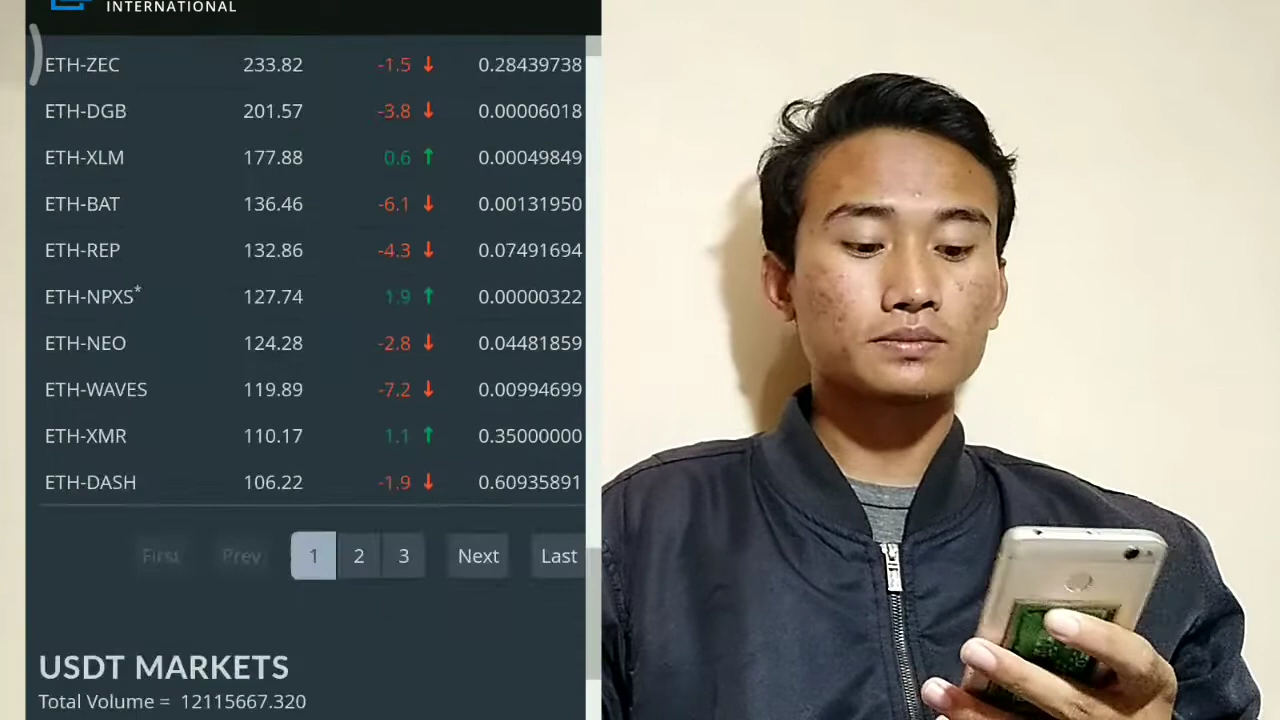 INTERNATIONAL
ETH-ZEC 233.82 -1.5 ↓ 0.28439738
ETH-DGB 201.57 -3.8 ↓ 0.00006018
ETH-XLM 177.88 0.6 ↑ 0.00049849
ETH-BAT 136.46 -6.1 ↓ 0.00131950
ETH-REP 132.86 -4.3 ↓ 0.07491694
ETH-NPXS* 127.74 1.9 ↑ 0.00000322
ETH-NEO 124.28 -2.8 ↓ 0.04481859
ETH-WAVES 119.89 -7.2 ↓ 0.00994699
ETH-XMR 110.17 1.1 ↑ 0.35000000
ETH-DASH 106.22 -1.9 ↓ 0.60935891
First Prev 1 2 3 Next Last
USDT MARKETS
Total Volume = 12115667.320